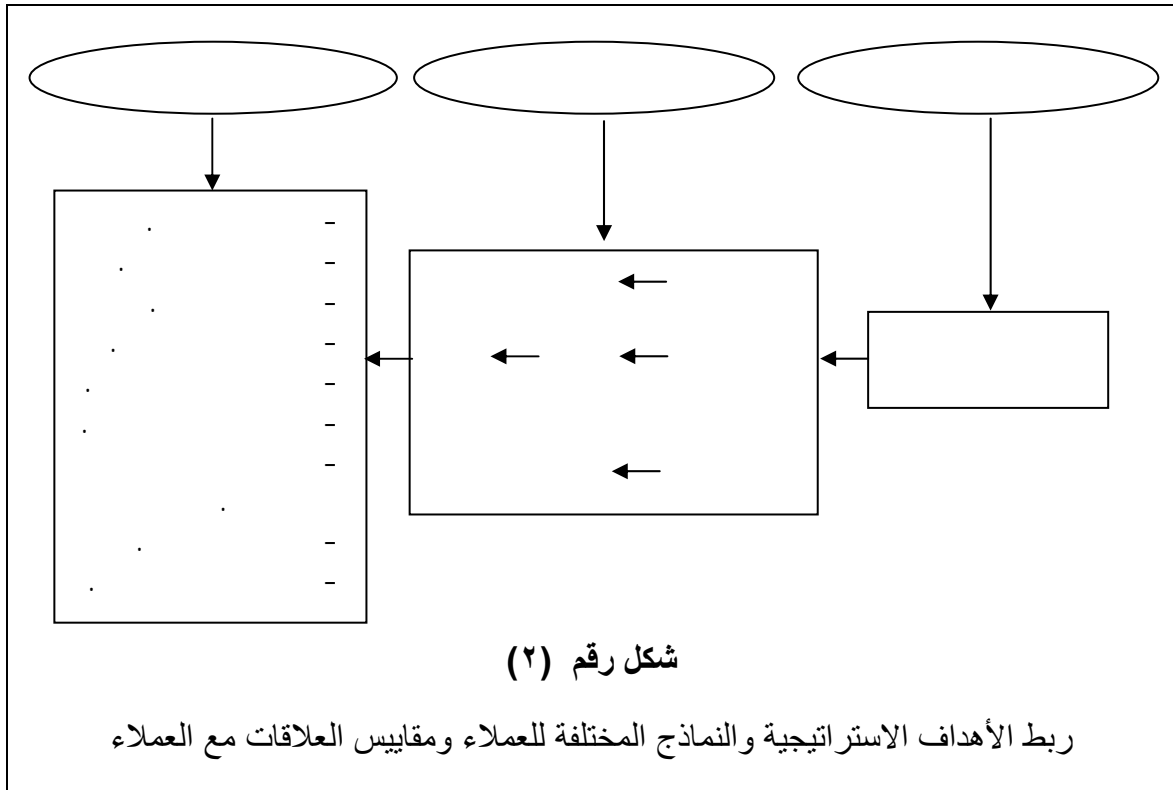 شكل رقم (٢)
ربط الأهداف الاستراتيجية والنماذج المختلفة للعملاء ومقاييس العلاقات مع العملاء